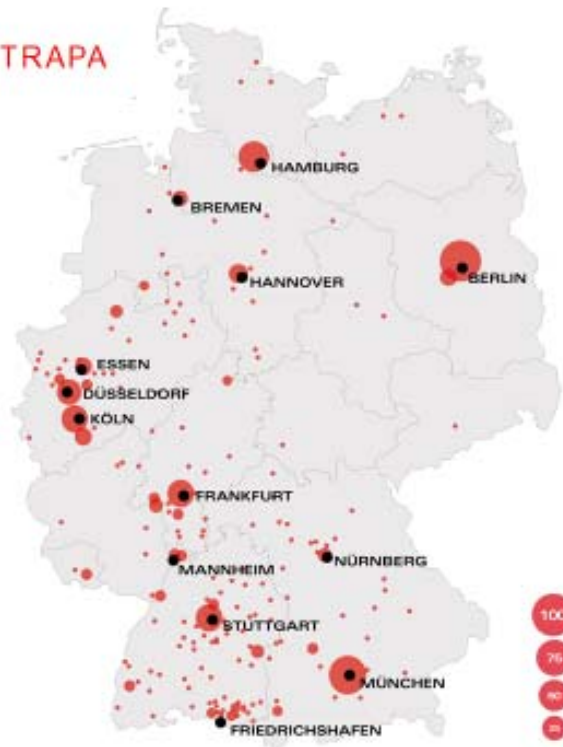 TRAPA
HAMBURG
BREMEN
BERLIN
HANNOVER
ESSEN
DÜSSELDORF
KÖLN
FRANKFURT
NÜRNBERG
MANNHEIM
STUTTGART
MÜNCHEN
FRIEDRICHSHAFEN
100
75